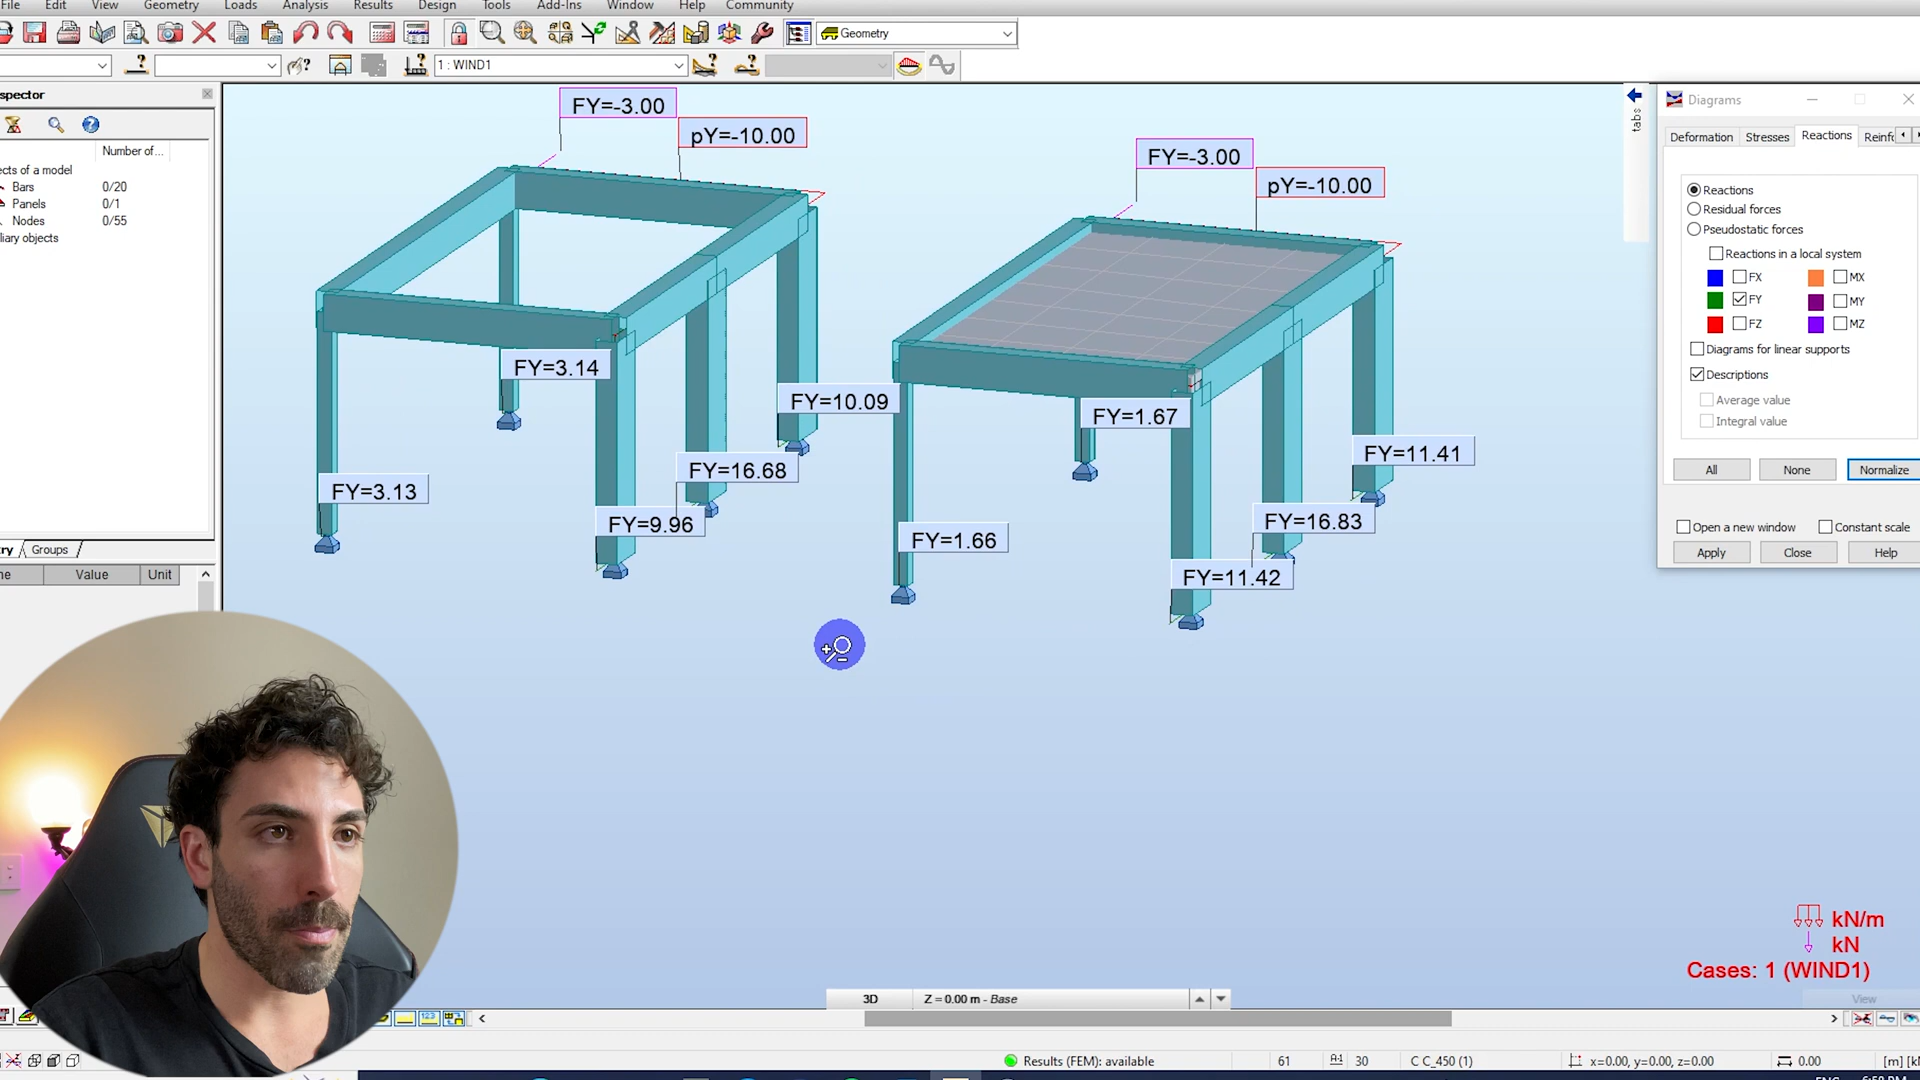 File Edit View Geometry Loads Analysis Results Design Tools Add-Ins Window Help Community
Geometry
1 : WIND1
spector
Number of...
ects of a model
Bars 0/20
Panels 0/1
Nodes 0/55
liary objects
ry Groups
ne Value Unit
FY=-3.00
pY=-10.00
FY=3.14
FY=10.09
FY=16.68
FY=3.13
FY=9.96
FY=-3.00
pY=-10.00
FY=1.67
FY=11.41
FY=16.83
FY=1.66
FY=11.42
tabs
Diagrams
Deformation Stresses Reactions Reinf
Reactions
Residual forces
Pseudostatic forces
Reactions in a local system
FX MX
FY MY
FZ MZ
Diagrams for linear supports
Descriptions
Average value
Integral value
All None Normalize
Open a new window Constant scale
Apply Close Help
kN/m
kN
Cases: 1 (WIND1)
View
3D Z = 0.00 m - Base
Results (FEM): available 61 30 C C_450 (1) x=0.00, y=0.00, z=0.00 0.00 [m] [k